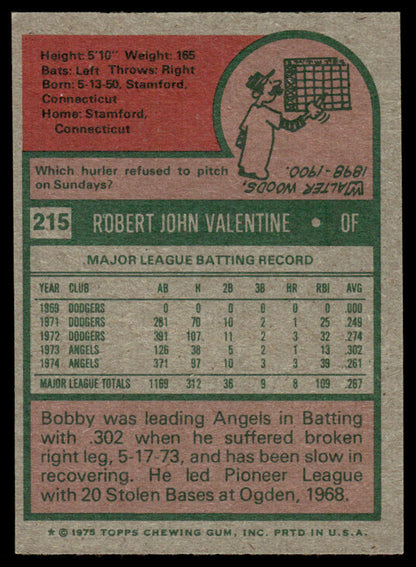 Height: 5'10" Weight: 165
Bats: Left Throws: Right
Born: 5-13-50, Stamford,
Connecticut
Home: Stamford,
Connecticut
Which hurler refused to pitch
on Sundays?
WALTER WOODS.
1898-1900.
215 ROBERT JOHN VALENTINE • OF
MAJOR LEAGUE BATTING RECORD
YEAR CLUB AB H 2B 3B HR RBI AVG
1969 DODGERS 0 0 0 0 0 0 .000
1971 DODGERS 281 70 10 2 1 25 .249
1972 DODGERS 391 107 11 2 3 32 .274
1973 ANGELS 126 38 5 2 1 13 .302
1974 ANGELS 371 97 10 3 3 39 .261
MAJOR LEAGUE TOTALS 1169 312 36 9 8 109 .267
Bobby was leading Angels in Batting
with .302 when he suffered broken
right leg, 5-17-73, and has been slow in
recovering. He led Pioneer League
with 20 Stolen Bases at Ogden, 1968.
* © 1975 TOPPS CHEWING GUM, INC. PRTD IN U.S.A.